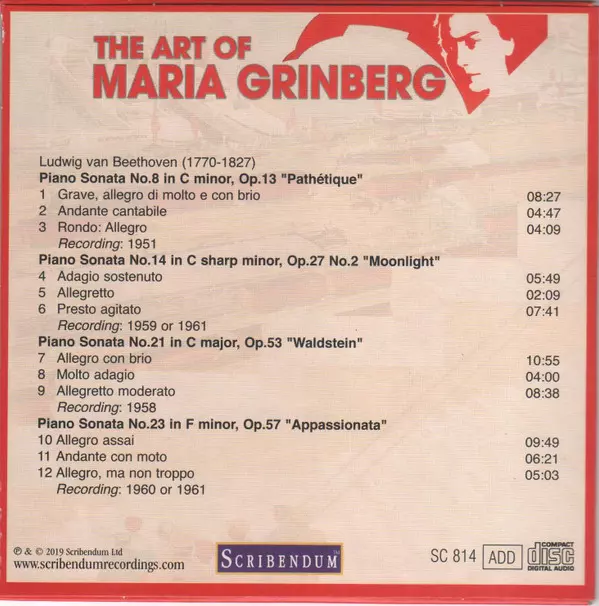 THE ART OF
MARIA GRINBERG
Ludwig van Beethoven (1770-1827)
Piano Sonata No.8 in C minor, Op.13 "Pathétique"
1 Grave, allegro di molto e con brio 08:27
2 Andante cantabile 04:47
3 Rondo: Allegro 04:09
Recording: 1951
Piano Sonata No.14 in C sharp minor, Op.27 No.2 "Moonlight"
4 Adagio sostenuto 05:49
5 Allegretto 02:09
6 Presto agitato 07:41
Recording: 1959 or 1961
Piano Sonata No.21 in C major, Op.53 "Waldstein"
7 Allegro con brio 10:55
8 Molto adagio 04:00
9 Allegretto moderato 08:38
Recording: 1958
Piano Sonata No.23 in F minor, Op.57 "Appassionata"
10 Allegro assai 09:49
11 Andante con moto 06:21
12 Allegro, ma non troppo 05:03
Recording: 1960 or 1961
℗ & © 2019 Scribendum Ltd
www.scribendumrecordings.com
SCRIBENDUM™
SC 814 ADD
COMPACT
disc
DIGITAL AUDIO